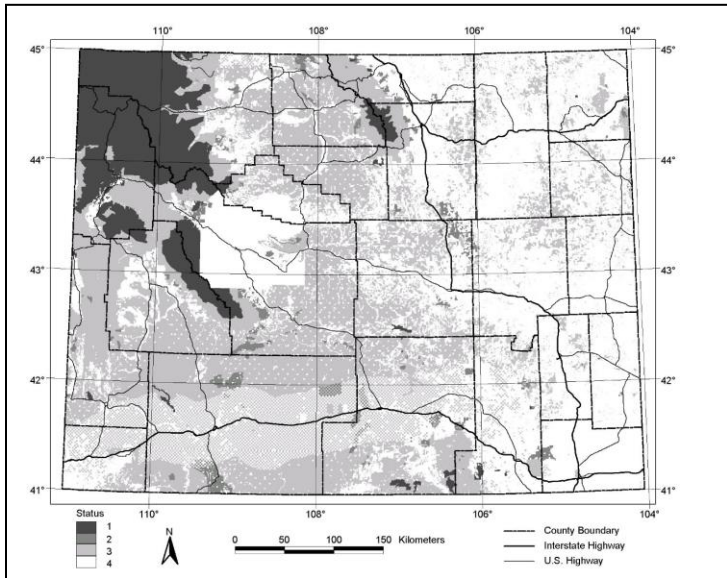 110° 108° 106° 104°
45° 45°
44° 44°
43° 43°
42° 42°
41° 41°
110° 108° 106° 104°
Status
1
2
3
4
N
0 50 100 150 Kilometers
County Boundary
Interstate Highway
U.S. Highway